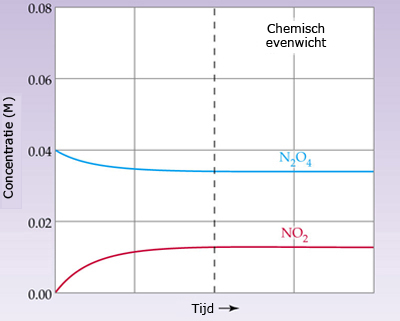 0.08
Chemisch
evenwicht
0.06
Concentratie (M)
0.04
N₂O₄
0.02
NO₂
0.00
Tijd →